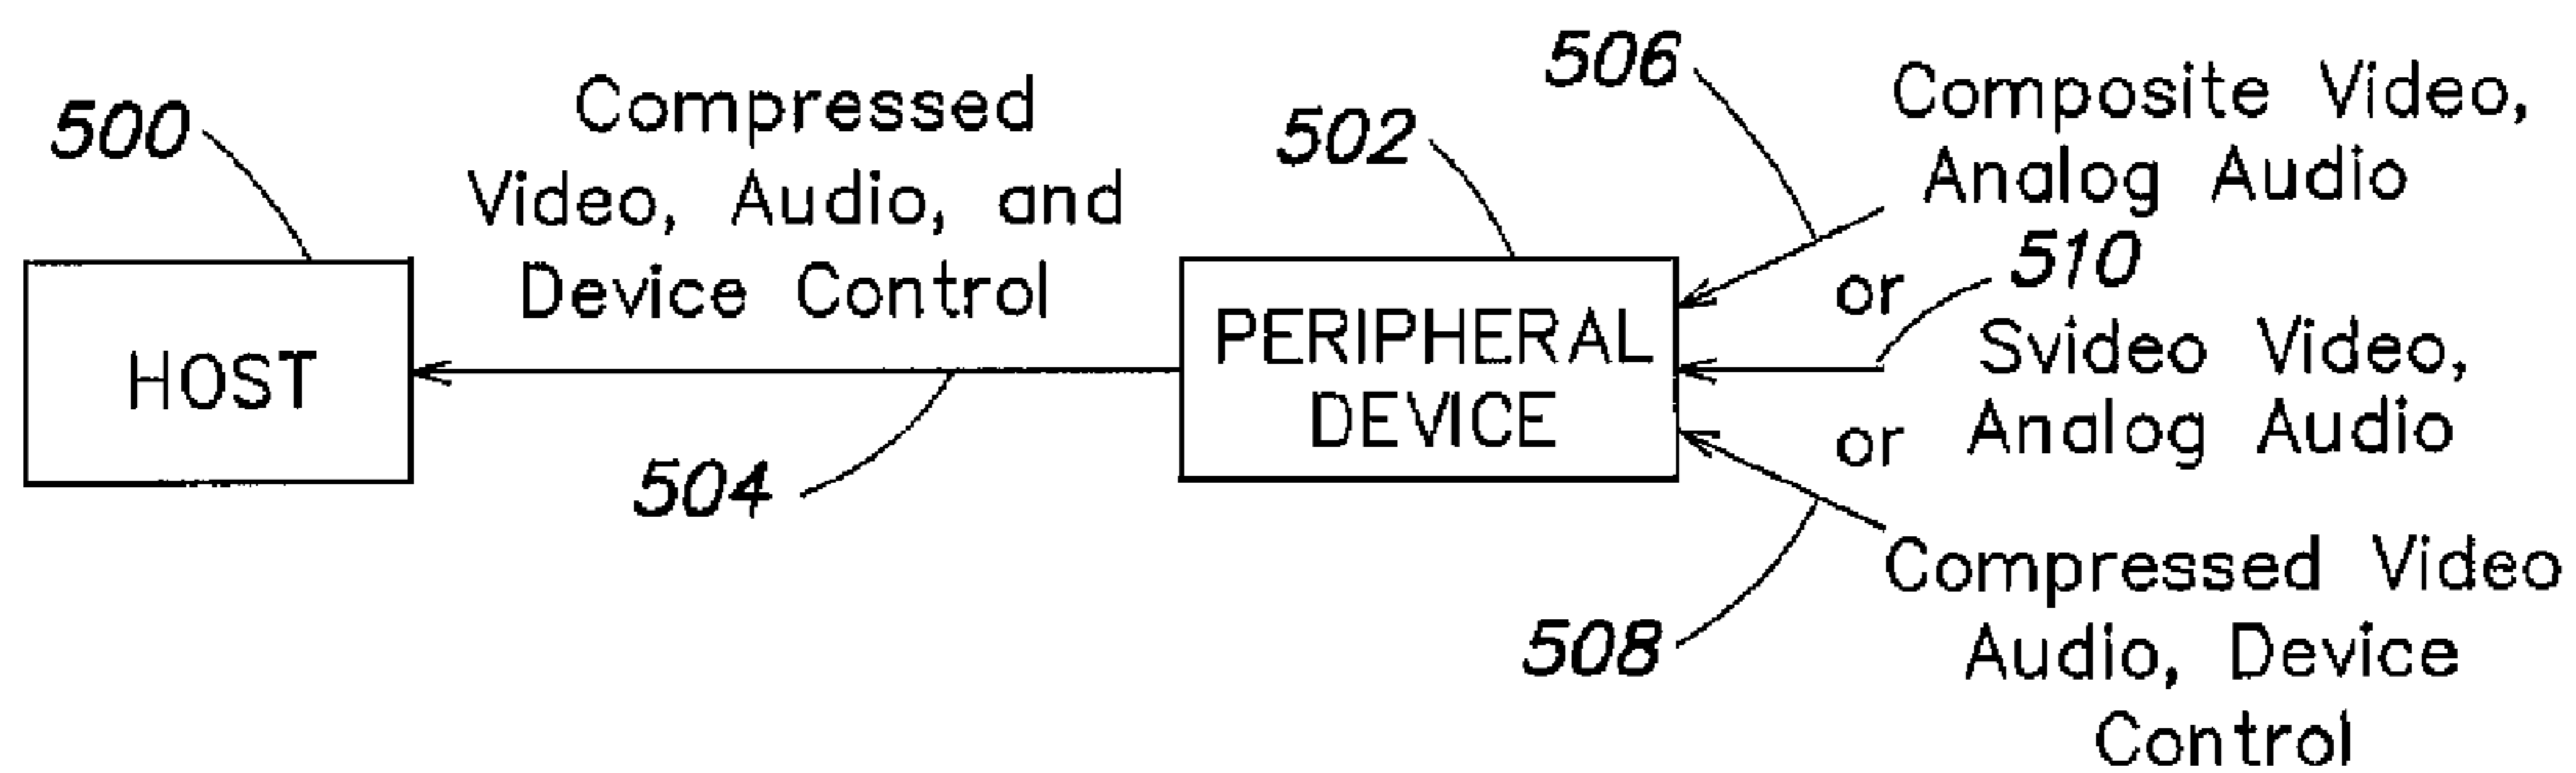 500
Compressed
Video, Audio, and
Device Control
HOST
504
502
PERIPHERAL
DEVICE
506
Composite Video,
Analog Audio
or
510
Svideo Video,
Analog Audio
or
508
Compressed Video
Audio, Device
Control